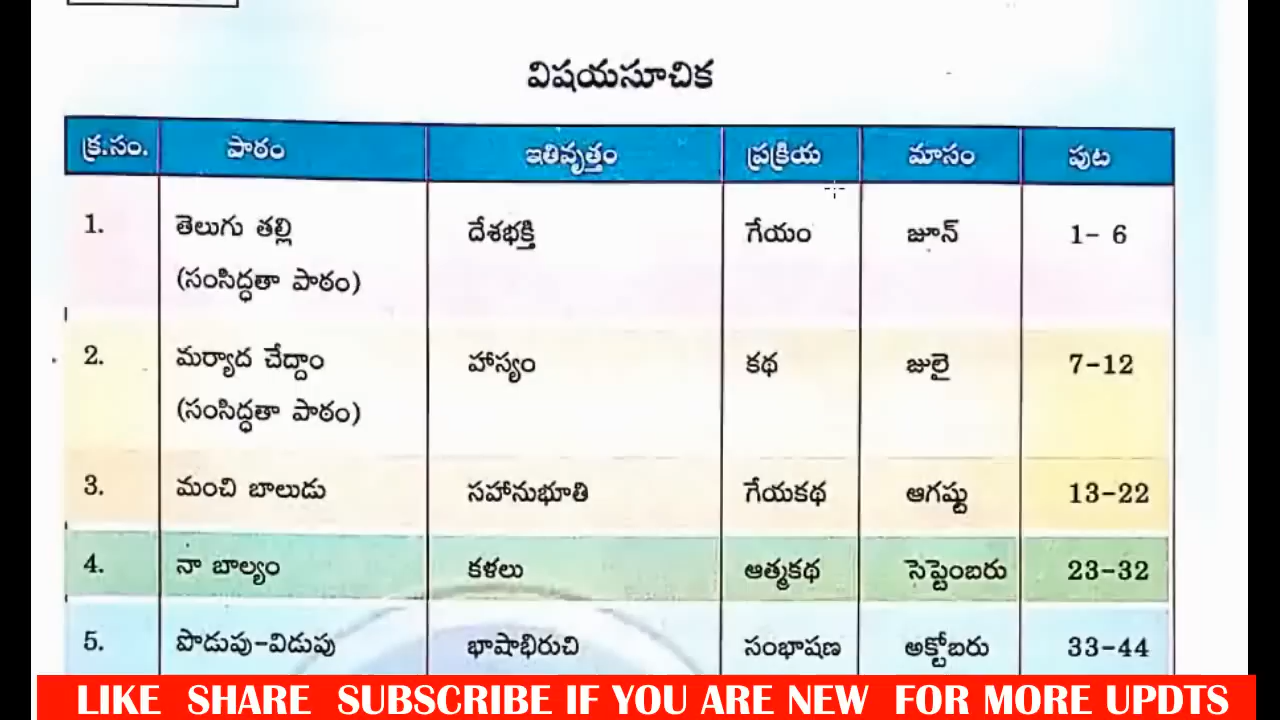 విషయసూచిక
క్ర.సం. పాఠం ఇతివృత్తం ప్రక్రియ మాసం పుట
1. తెలుగు తల్లి దేశభక్తి గేయం జూన్ 1- 6
(సంసిద్ధతా పాఠం)
2. మర్యాద చేద్దాం హాస్యం కథ జులై 7-12
(సంసిద్ధతా పాఠం)
3. మంచి బాలుడు సహానుభూతి గేయకథ ఆగష్టు 13-22
4. నా బాల్యం కళలు ఆత్మకథ సెప్టెంబరు 23-32
5. పొడుపు-విడుపు భాషాభిరుచి సంభాషణ అక్టోబరు 33-44
LIKE SHARE SUBSCRIBE IF YOU ARE NEW FOR MORE UPDTS